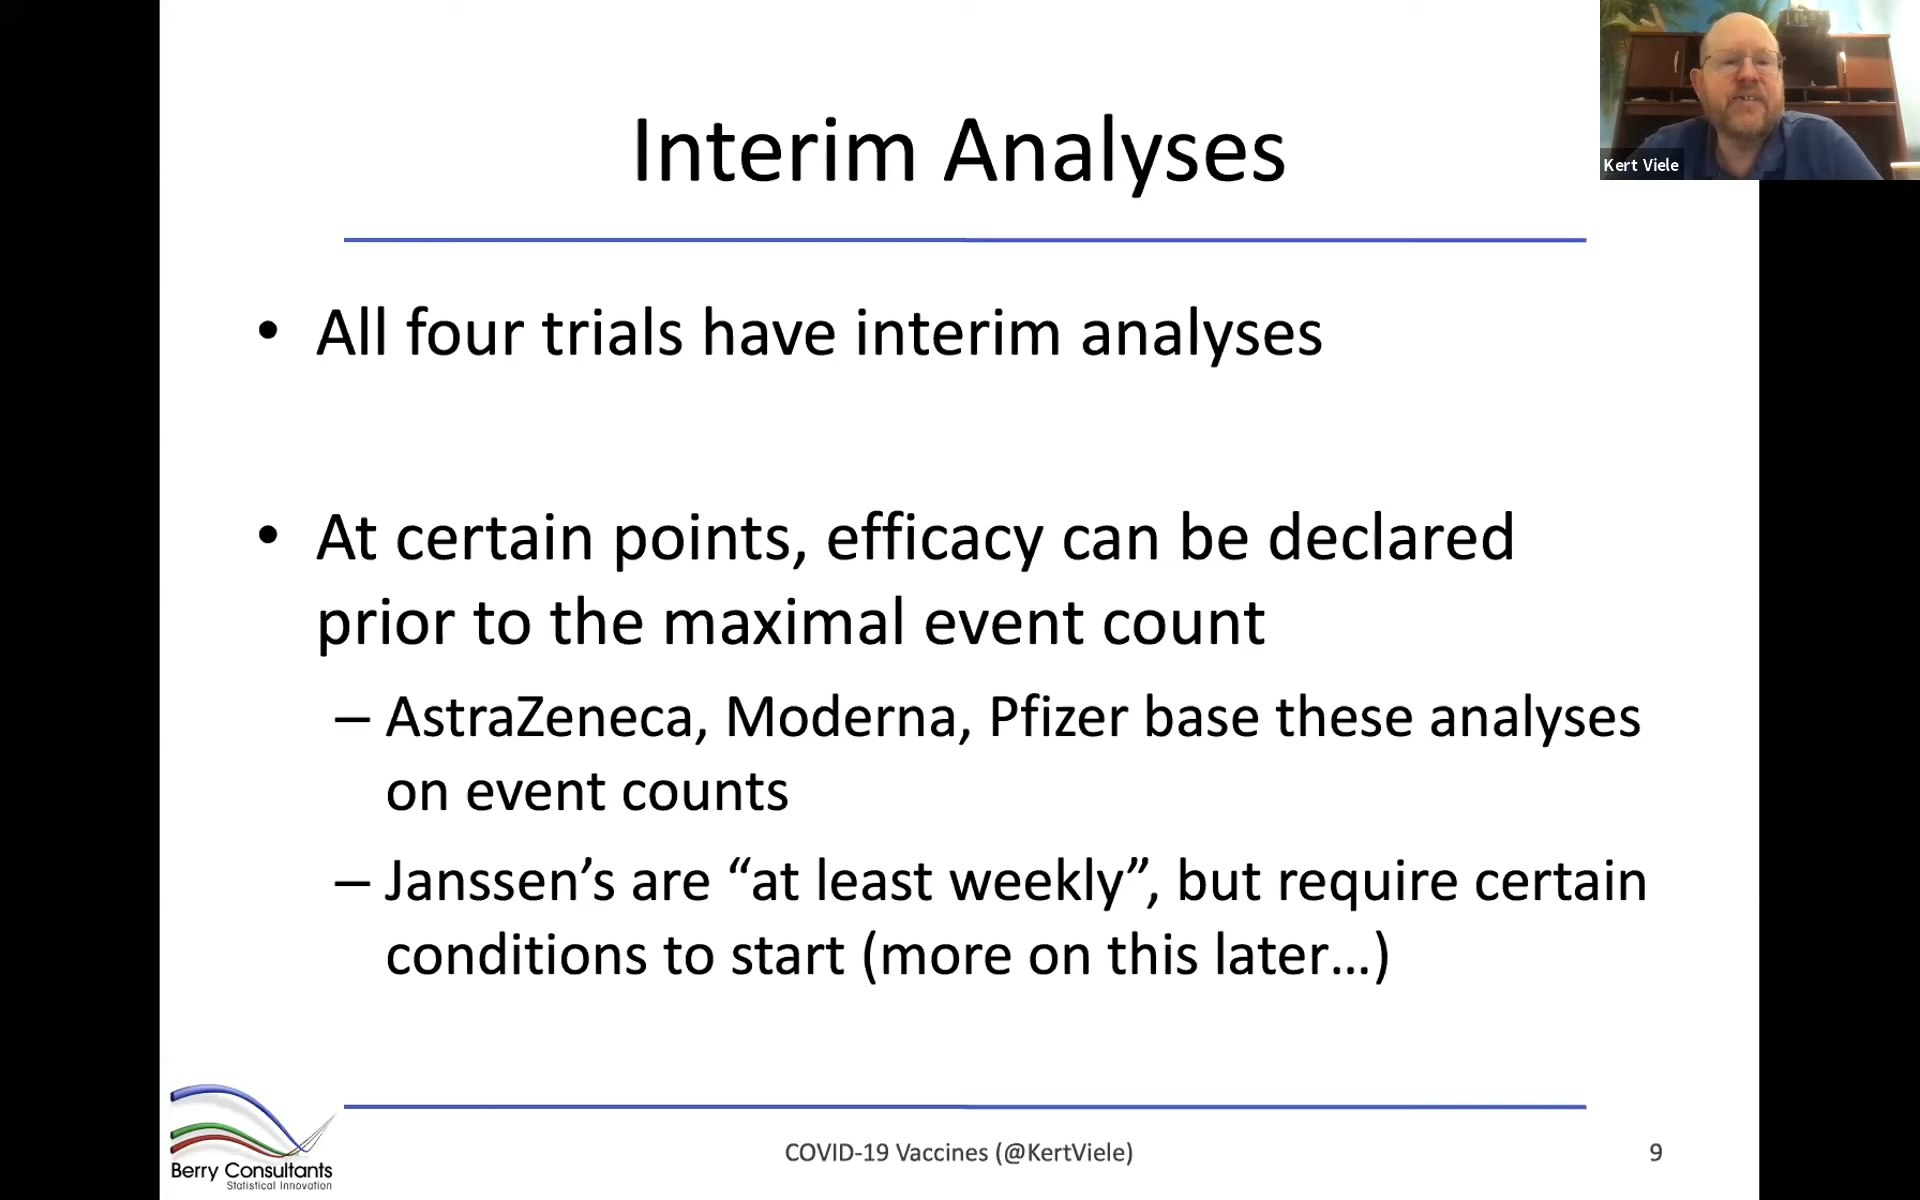 Interim Analyses
Kert Viele
• All four trials have interim analyses
• At certain points, efficacy can be declared
prior to the maximal event count
– AstraZeneca, Moderna, Pfizer base these analyses
on event counts
– Janssen’s are “at least weekly”, but require certain
conditions to start (more on this later…)
Berry Consultants
Statistical Innovation
COVID-19 Vaccines (@KertViele)
9